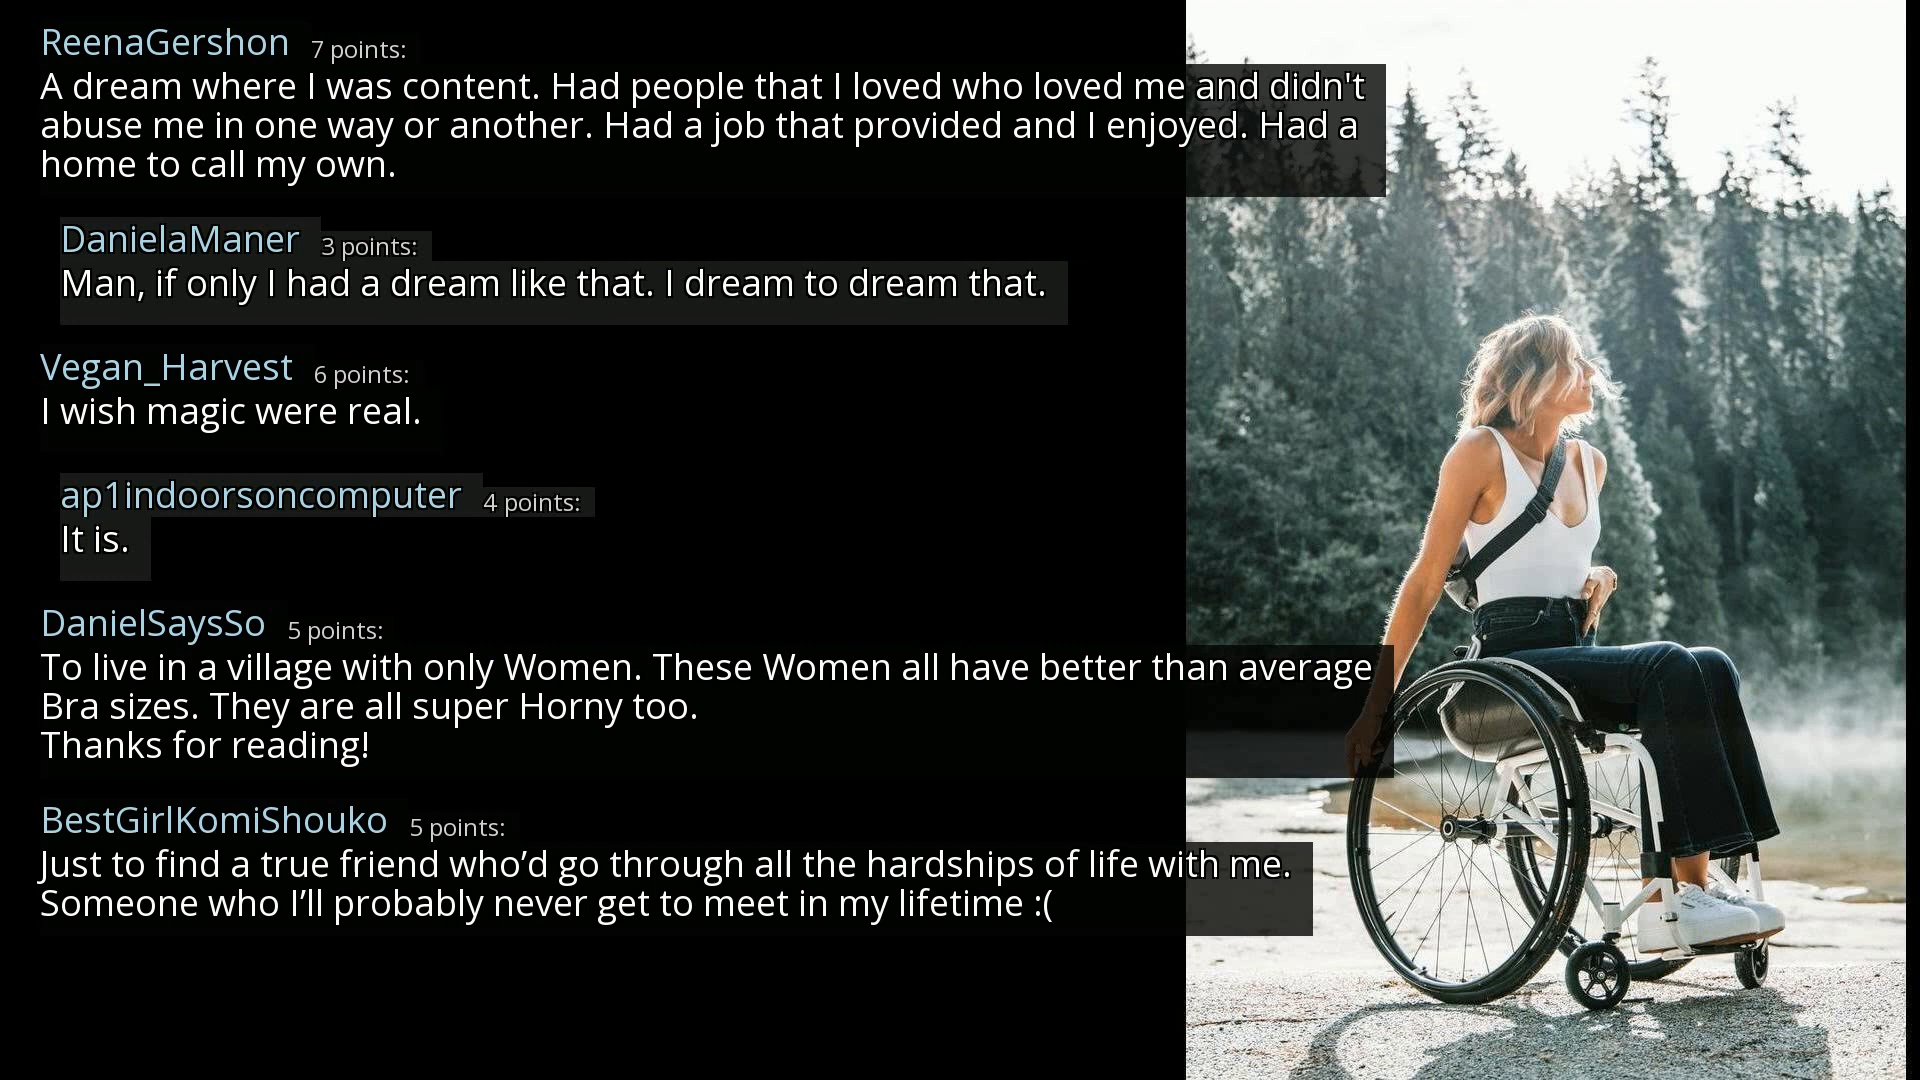 ReenaGershon 7 points:
A dream where I was content. Had people that I loved who loved me and didn't
abuse me in one way or another. Had a job that provided and I enjoyed. Had a
home to call my own.
DanielaManer 3 points:
Man, if only I had a dream like that. I dream to dream that.
Vegan_Harvest 6 points:
I wish magic were real.
ap1indoorsoncomputer 4 points:
It is.
DanielSaysSo 5 points:
To live in a village with only Women. These Women all have better than average
Bra sizes. They are all super Horny too.
Thanks for reading!
BestGirlKomiShouko 5 points:
Just to find a true friend who’d go through all the hardships of life with me.
Someone who I’ll probably never get to meet in my lifetime :(